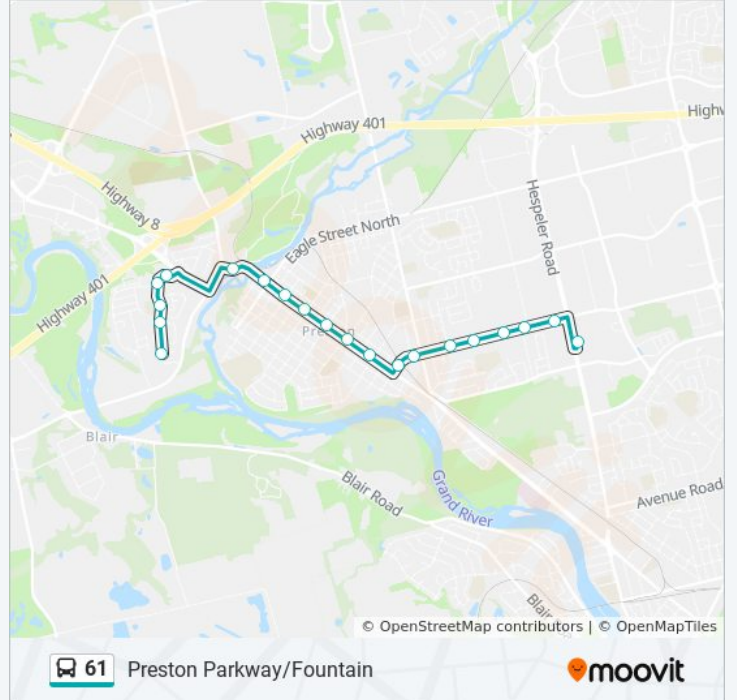 Highway 401
Highw
Highway 8
Hespeler Road
Eagle Street North
Highway 401
Preston
Blair
Blair Road
Grand River
Avenue Road
Blair
© OpenStreetMap contributors | © OpenMapTiles
61 Preston Parkway/Fountain
moovit